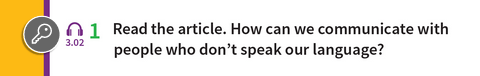 3.02 1 Read the article. How can we communicate with
people who don't speak our language?